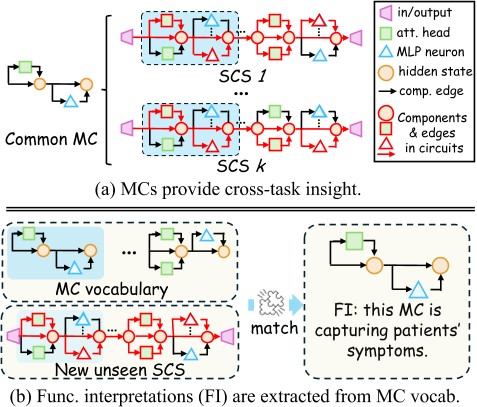 Common MC
SCS 1
...
SCS k
in/output
att. head
MLP neuron
hidden state
comp. edge
Components
& edges
in circuits
(a) MCs provide cross-task insight.
...
MC vocabulary
New unseen SCS
match
FI: this MC is
capturing patients'
symptoms.
(b) Func. interpretations (FI) are extracted from MC vocab.